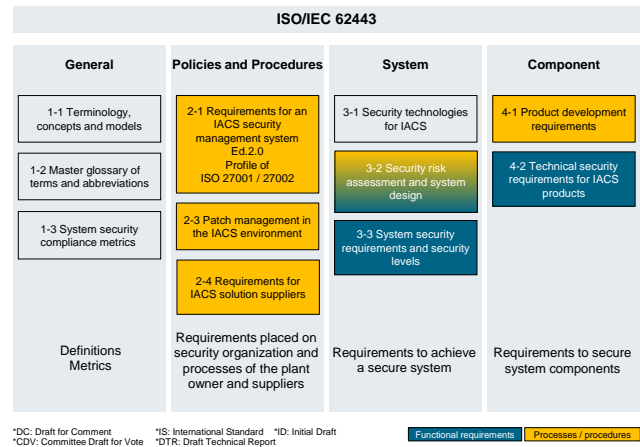 ISO/IEC 62443
General
1-1 Terminology,
concepts and models
1-2 Master glossary of
terms and abbreviations
1-3 System security
compliance metrics
Definitions
Metrics
Policies and Procedures
2-1 Requirements for an
IACS security
management system
Ed.2.0
Profile of
ISO 27001 / 27002
2-3 Patch management in
the IACS environment
2-4 Requirements for
IACS solution suppliers
Requirements placed on
security organization and
processes of the plant
owner and suppliers
System
3-1 Security technologies
for IACS
3-2 Security risk
assessment and system
design
3-3 System security
requirements and security
levels
Requirements to achieve
a secure system
Component
4-1 Product development
requirements
4-2 Technical security
requirements for IACS
products
Requirements to secure
system components
*DC: Draft for Comment *IS: International Standard *ID: Initial Draft
*CDV: Committee Draft for Vote *DTR: Draft Technical Report
Functional requirements Processes / procedures